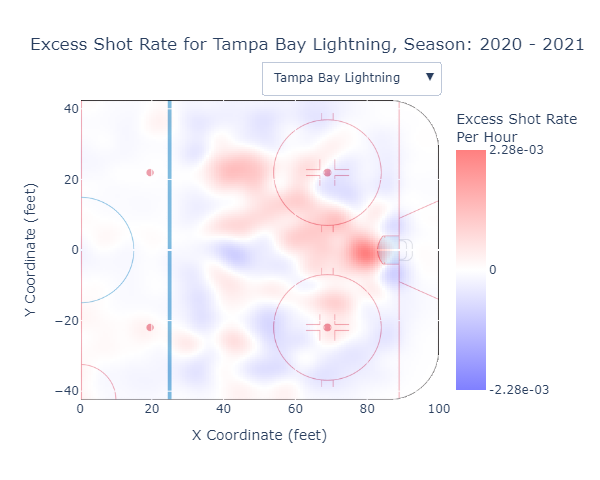 Excess Shot Rate for Tampa Bay Lightning, Season: 2020 - 2021
Tampa Bay Lightning ▼
Excess Shot Rate
Per Hour
2.28e-03
0
-2.28e-03
Y Coordinate (feet)
40
20
0
−20
−40
0 20 40 60 80 100
X Coordinate (feet)